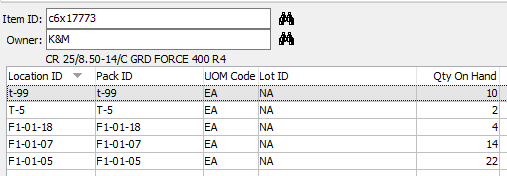 Item ID: c6x17773
Owner: K&M
CR 25/8.50-14/C GRD FORCE 400 R4
Location ID Pack ID UOM Code Lot ID Qty On Hand
t-99 t-99 EA NA 10
T-5 T-5 EA NA 2
F1-01-18 F1-01-18 EA NA 4
F1-01-07 F1-01-07 EA NA 14
F1-01-05 F1-01-05 EA NA 22